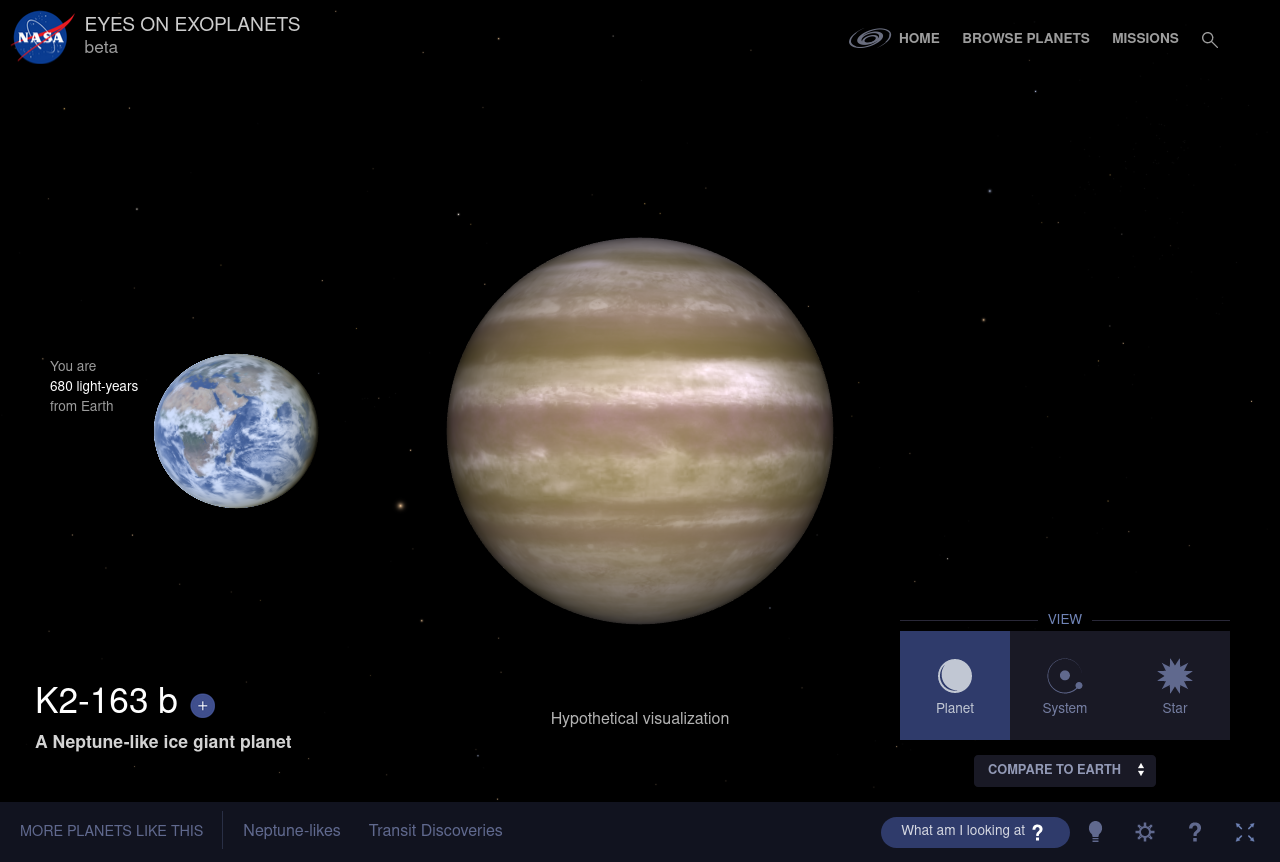 NASA
EYES ON EXOPLANETS
beta
HOME
BROWSE PLANETS
MISSIONS
You are
680 light-years
from Earth
K2-163 b +
A Neptune-like ice giant planet
Hypothetical visualization
VIEW
Planet
System
Star
COMPARE TO EARTH
MORE PLANETS LIKE THIS
Neptune-likes
Transit Discoveries
What am I looking at ?
?